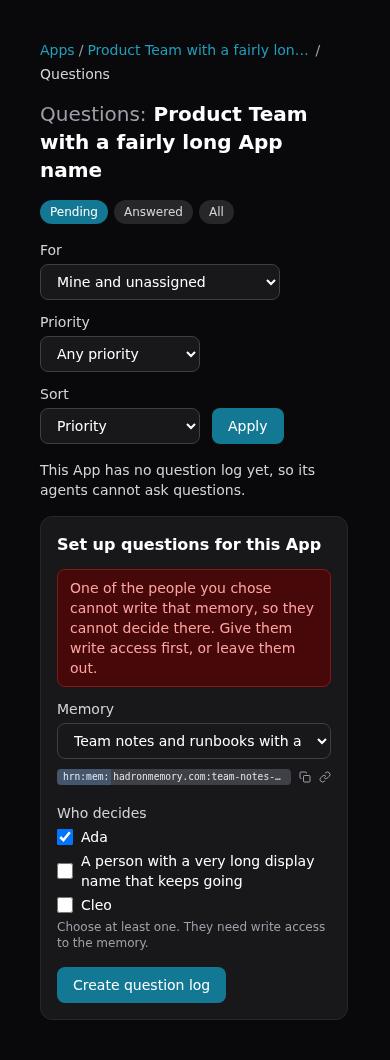 Apps / Product Team with a fairly lon... /
Questions
Questions: Product Team
with a fairly long App
name
Pending Answered All
For
Mine and unassigned
Priority
Any priority
Sort
Priority Apply
This App has no question log yet, so its
agents cannot ask questions.
Set up questions for this App
One of the people you chose
cannot write that memory, so they
cannot decide there. Give them
write access first, or leave them
out.
Memory
Team notes and runbooks with a
hrn:mem: hadronmemory.com:team-notes-…
Who decides
Ada
A person with a very long display
name that keeps going
Cleo
Choose at least one. They need write access
to the memory.
Create question log